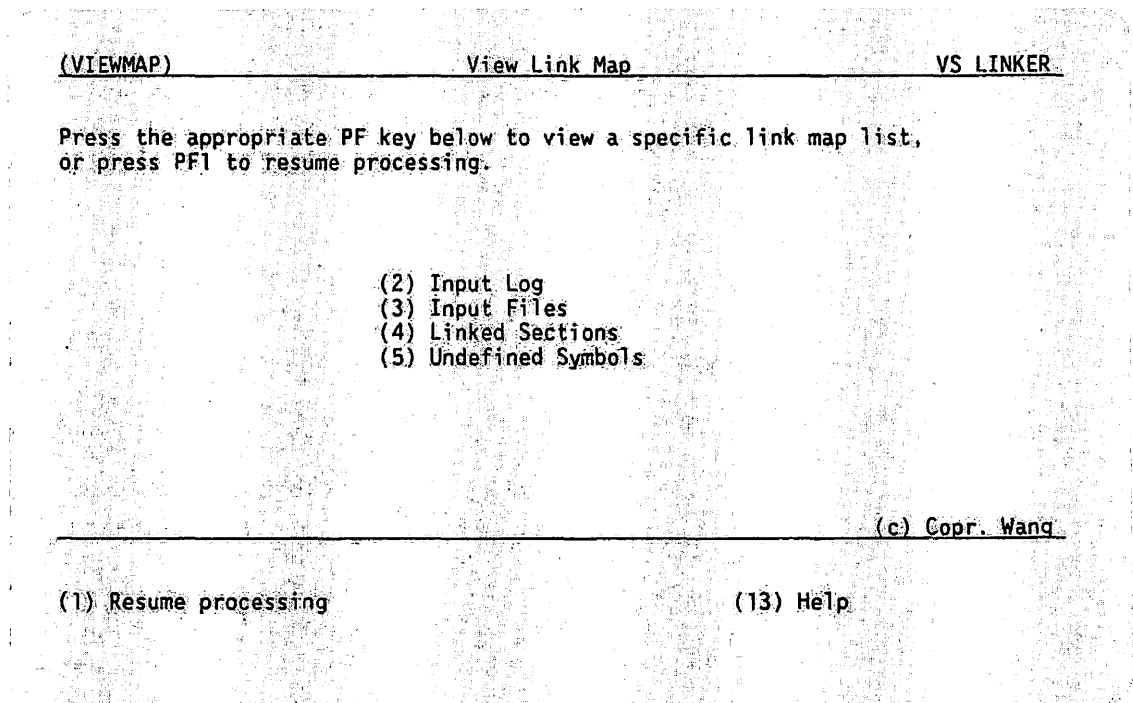 (VIEWMAP) View Link Map VS LINKER
Press the appropriate PF key below to view a specific link map list,
or press PF1 to resume processing.
(2) Input Log
(3) Input Files
(4) Linked Sections
(5) Undefined Symbols
(c) Copr. Wang
(1) Resume processing (13) Help